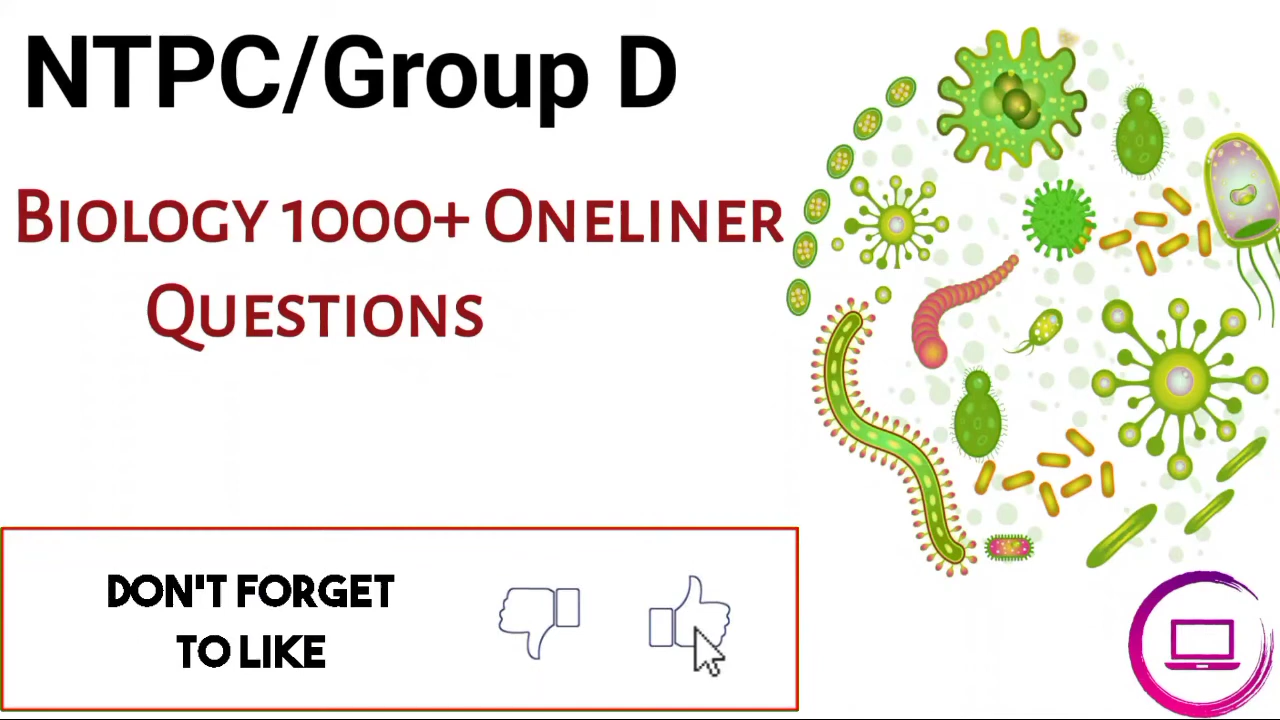 NTPC/Group D
Biology 1000+ Oneliner
Questions
DON'T FORGET
TO LIKE